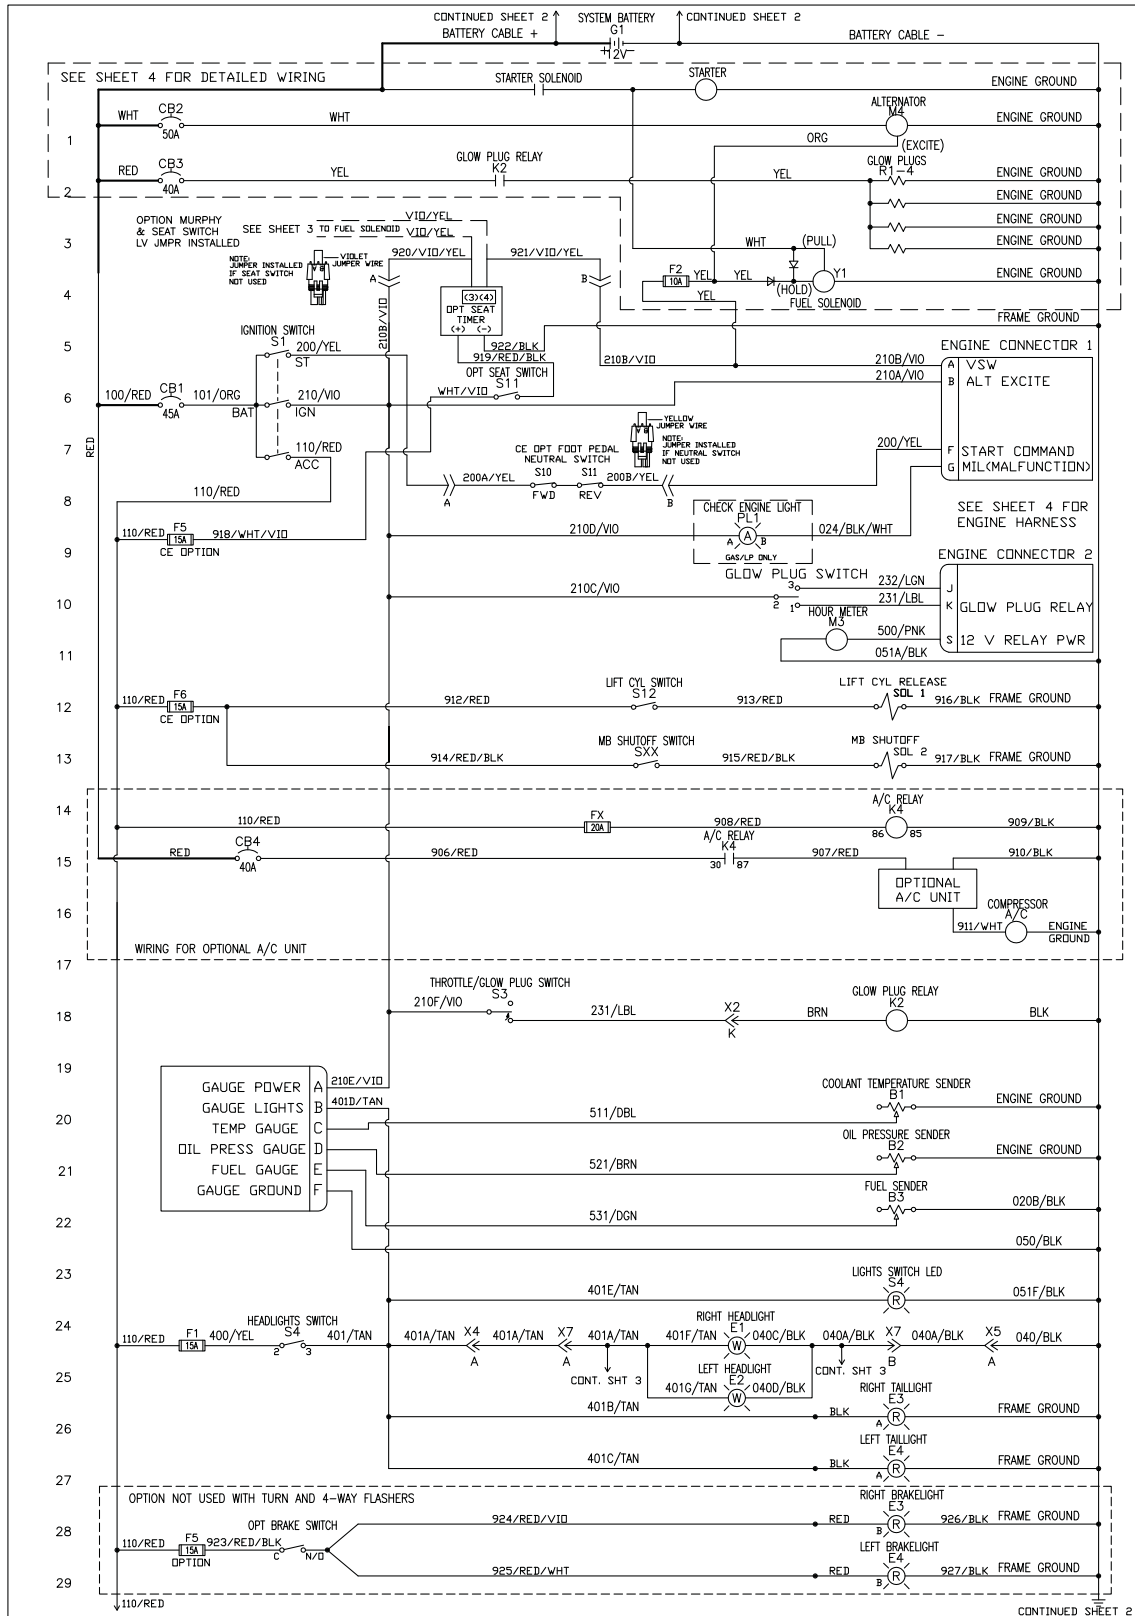 CONTINUED SHEET 2 SYSTEM BATTERY CONTINUED SHEET 2
BATTERY CABLE + G1 BATTERY CABLE -
+ 12V -
SEE SHEET 4 FOR DETAILED WIRING STARTER SOLENOID STARTER ENGINE GROUND
CB2 ALTERNATOR
WHT WHT M4 ENGINE GROUND
50A
1 ORG (EXCITE)
CB3 GLOW PLUG RELAY GLOW PLUGS
RED YEL K2 YEL R1-4 ENGINE GROUND
40A
2 ENGINE GROUND
OPTION MURPHY VIO/YEL
& SEAT SWITCH SEE SHEET 3 TO FUEL SOLENOID VIO/YEL ENGINE GROUND
LV JMPR INSTALLED
3 WHT (PULL) ENGINE GROUND
NOTE: VIOLET 920/VIO/YEL 921/VIO/YEL
JUMPER INSTALLED JUMPER WIRE
IF SEAT SWITCH
NOT USED
A B F2 YEL YEL Y1 ENGINE GROUND
10A
4 (3)(4) YEL (HOLD)
OPT SEAT FUEL SOLENOID
TIMER
(+) (-) FRAME GROUND
210B/VIO
5 IGNITION SWITCH 922/BLK ENGINE CONNECTOR 1
S1 200/YEL 919/RED/BLK 210B/VIO 210B/VIO A VSW
ST OPT SEAT SWITCH 210A/VIO B ALT EXCITE
CB1 WHT/VIO S11
6 100/RED 101/ORG 210/VIO
45A BAT IGN
YELLOW
JUMPER WIRE
RED NOTE:
JUMPER INSTALLED
IF NEUTRAL SWITCH
NOT USED
7 110/RED CE OPT FOOT PEDAL 200/YEL F START COMMAND
ACC NEUTRAL SWITCH G MIL(MALFUNCTION)
200A/YEL S10 S11 200B/YEL
A FWD REV B
8 110/RED CHECK ENGINE LIGHT SEE SHEET 4 FOR
PL1 ENGINE HARNESS
110/RED F5 918/WHT/VIO 210D/VIO A A B 024/BLK/WHT
15A
9 CE OPTION GAS/LP ONLY ENGINE CONNECTOR 2
GLOW PLUG SWITCH
210C/VIO 3 232/LGN J
10 2 1 231/LBL K GLOW PLUG RELAY
HOUR METER
M3 500/PNK S 12 V RELAY PWR
11 051A/BLK
F6 LIFT CYL SWITCH LIFT CYL RELEASE
12 110/RED 912/RED S12 913/RED SOL 1 916/BLK FRAME GROUND
15A
CE OPTION
MB SHUTOFF SWITCH MB SHUTOFF
13 914/RED/BLK SXX 915/RED/BLK SOL 2 917/BLK FRAME GROUND
14 A/C RELAY
110/RED FX 908/RED K4 909/BLK
20A 86 85
CB4 A/C RELAY
15 RED 906/RED K4 907/RED 910/BLK
40A 30 87
OPTIONAL
A/C UNIT COMPRESSOR
16 911/WHT A/C ENGINE
GROUND
WIRING FOR OPTIONAL A/C UNIT
17
THROTTLE/GLOW PLUG SWITCH GLOW PLUG RELAY
210F/VIO S3 231/LBL X2 BRN K2 BLK
18 K
19
GAUGE POWER A 210E/VIO COOLANT TEMPERATURE SENDER
GAUGE LIGHTS B 401D/TAN B1 ENGINE GROUND
20 TEMP GAUGE C 511/DBL
OIL PRESS GAUGE D OIL PRESSURE SENDER
B2 ENGINE GROUND
21 FUEL GAUGE E 521/BRN
GAUGE GROUND F FUEL SENDER
B3 020B/BLK
22 531/DGN
050/BLK
23 LIGHTS SWITCH LED
401E/TAN S4 051F/BLK
R
24 HEADLIGHTS SWITCH RIGHT HEADLIGHT
110/RED F1 400/YEL S4 401/TAN 401A/TAN X4 401A/TAN X7 401A/TAN 401F/TAN E1 040C/BLK 040A/BLK X7 040A/BLK X5 040/BLK
15A 2 3 A A W B A
25 CONT. SHT 3 LEFT HEADLIGHT CONT. SHT 3
401G/TAN E2 040D/BLK
W
RIGHT TAILLIGHT
401B/TAN BLK E3 FRAME GROUND
26 A R
LEFT TAILLIGHT
401C/TAN BLK E4 FRAME GROUND
27 A R
OPTION NOT USED WITH TURN AND 4-WAY FLASHERS RIGHT BRAKELIGHT
924/RED/VIO RED E3 926/BLK FRAME GROUND
28 OPT BRAKE SWITCH B R
110/RED F5 923/RED/BLK LEFT BRAKELIGHT
15A C N/O
OPTION 925/RED/WHT RED E4 927/BLK FRAME GROUND
29 B R
110/RED CONTINUED SHEET 2